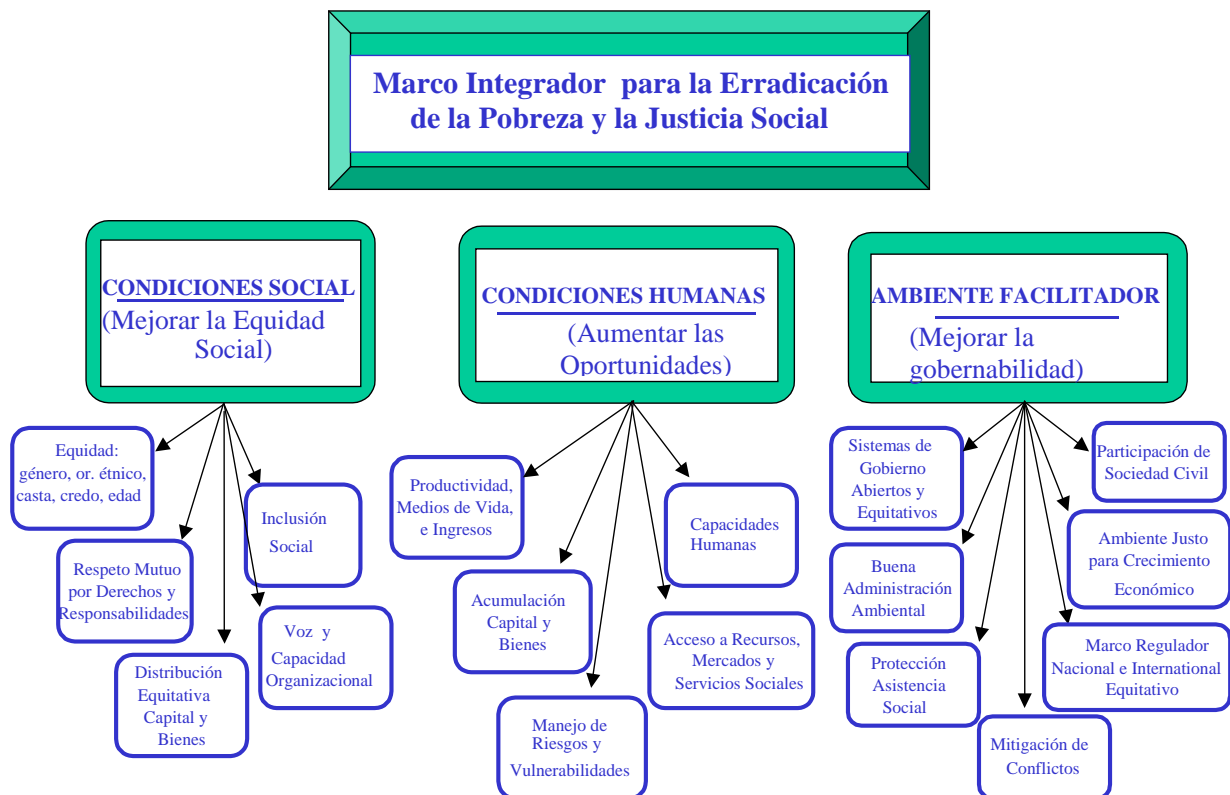 Marco Integrador para la Erradicación
de la Pobreza y la Justicia Social
CONDICIONES SOCIAL
(Mejorar la Equidad
Social)
CONDICIONES HUMANAS
(Aumentar las
Oportunidades)
AMBIENTE FACILITADOR
(Mejorar la
gobernabilidad)
Equidad:
género, or. étnico,
casta, credo, edad
Inclusión
Social
Respeto Mutuo
por Derechos y
Responsabilidades
Voz y
Capacidad
Organizacional
Distribución
Equitativa
Capital y
Bienes
Productividad,
Medios de Vida,
e Ingresos
Capacidades
Humanas
Acumulación
Capital y
Bienes
Acceso a Recursos,
Mercados y
Servicios Sociales
Manejo de
Riesgos y
Vulnerabilidades
Sistemas de
Gobierno
Abiertos y
Equitativos
Participación de
Sociedad Civil
Buena
Administración
Ambiental
Ambiente Justo
para Crecimiento
Económico
Protección
Asistencia
Social
Marco Regulador
Nacional e International
Equitativo
Mitigación de
Conflictos